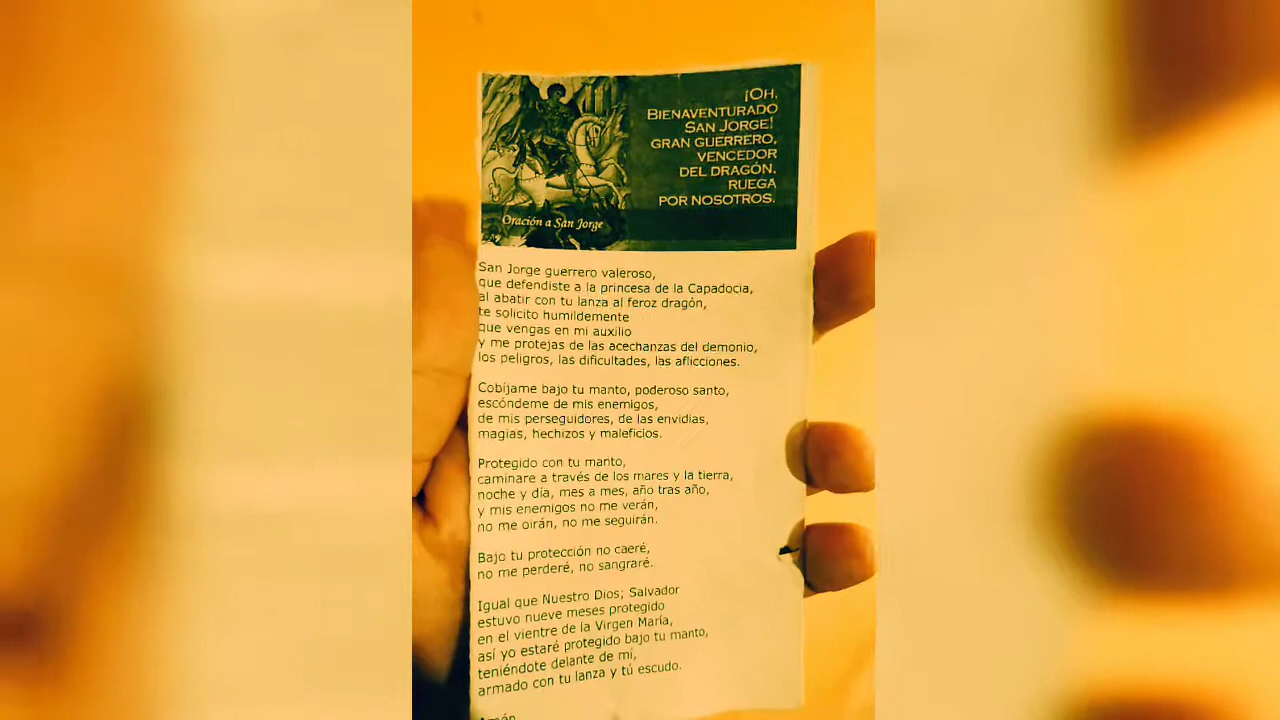 ¡OH,
BIENAVENTURADO
SAN JORGE!
GRAN GUERRERO,
VENCEDOR
DEL DRAGÓN.
RUEGA
POR NOSOTROS.
Oración a San Jorge
San Jorge guerrero valeroso,
que defendiste a la princesa de la Capadocia,
al abatir con tu lanza al feroz dragón,
te solicito humildemente
que vengas en mi auxilio
y me protejas de las acechanzas del demonio,
los peligros, las dificultades, las aflicciones.
Cobíjame bajo tu manto, poderoso santo,
escóndeme de mis enemigos,
de mis perseguidores, de las envidias,
magias, hechizos y maleficios.
Protegido con tu manto,
caminare a través de los mares y la tierra,
noche y día, mes a mes, año tras año,
y mis enemigos no me verán,
no me oirán, no me seguirán.
Bajo tu protección no caeré,
no me perderé, no sangraré.
Igual que Nuestro Dios; Salvador
estuvo nueve meses protegido
en el vientre de la Virgen María,
así yo estaré protegido bajo tu manto,
teniéndote delante de mí,
armado con tu lanza y tú escudo.
Amén